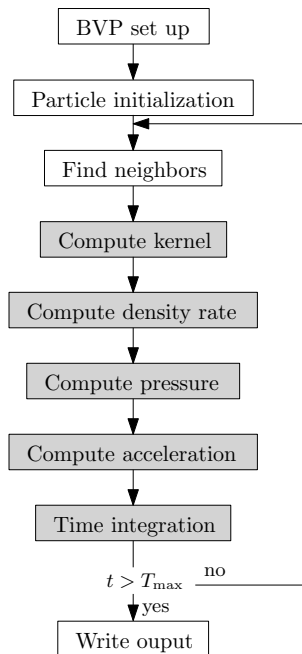 BVP set up
Particle initialization
Find neighbors
Compute kernel
Compute density rate
Compute pressure
Compute acceleration
Time integration
t > T_max no
yes
Write ouput